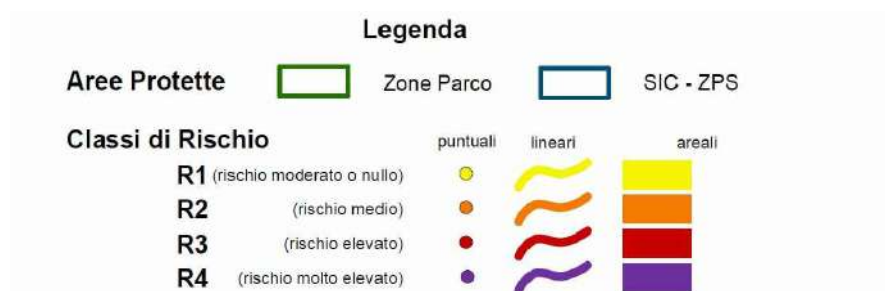 Legenda
Aree Protette Zone Parco SIC - ZPS
Classi di Rischio puntuali lineari areali
R1 (rischio moderato o nullo)
R2 (rischio medio)
R3 (rischio elevato)
R4 (rischio molto elevato)